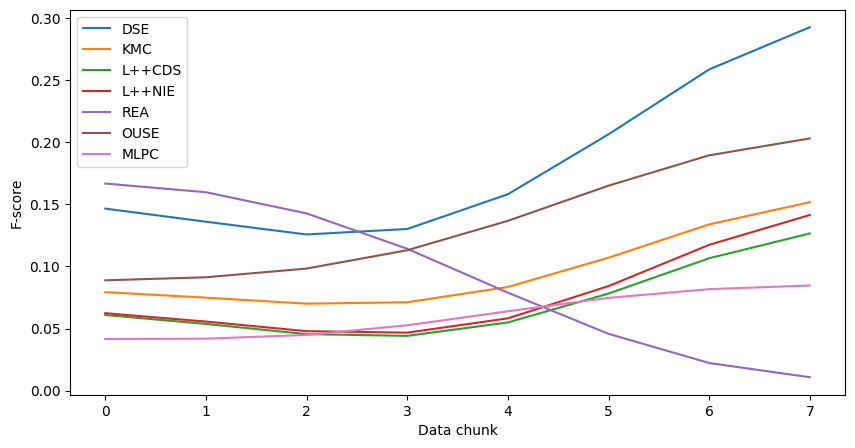 0.30
0.25
0.20
0.15
0.10
0.05
0.00
F-score
DSE
KMC
L++CDS
L++NIE
REA
OUSE
MLPC
0 1 2 3 4 5 6 7
Data chunk